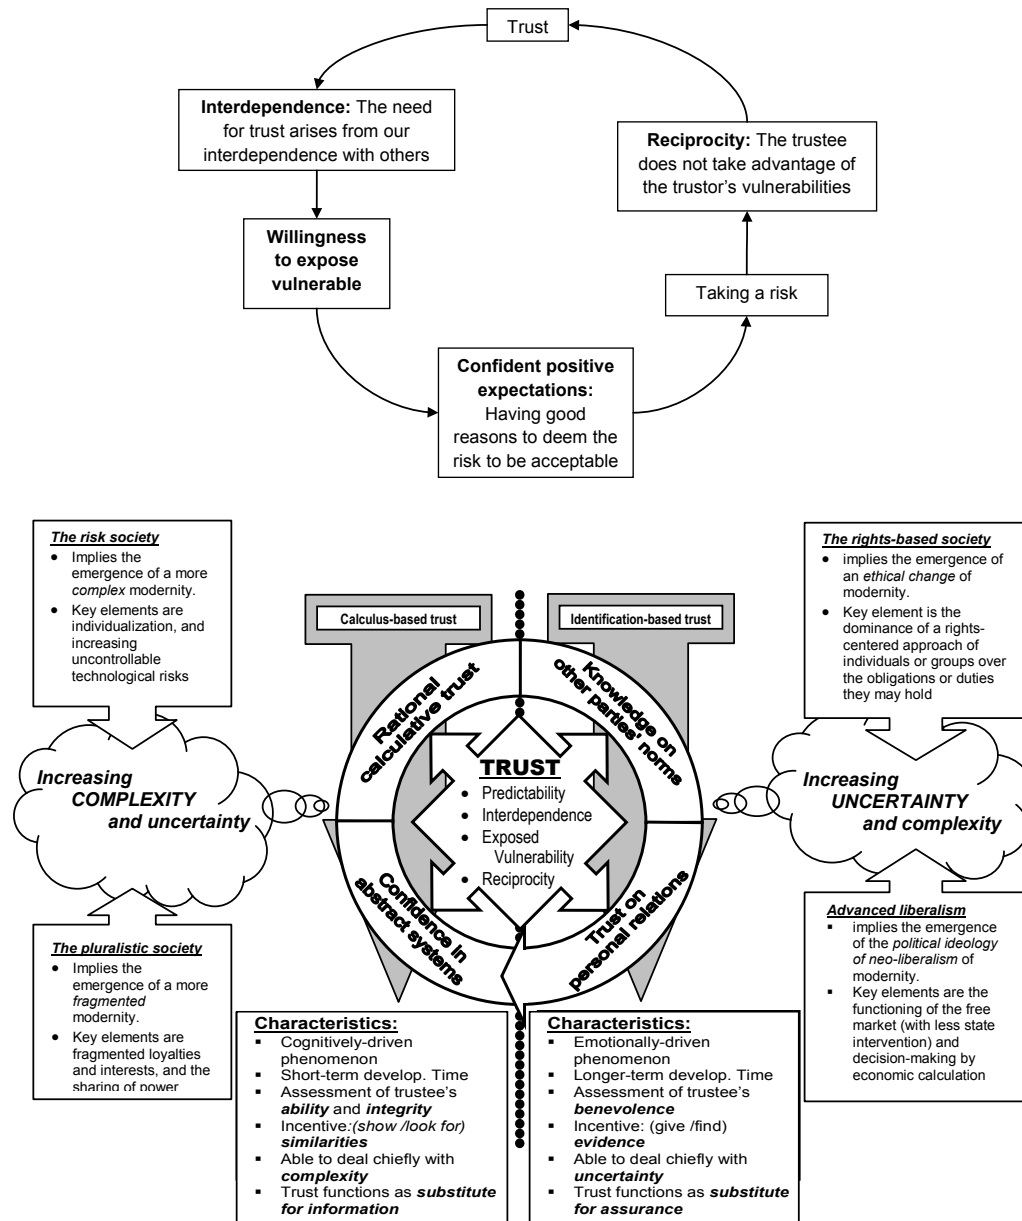 Trust
Interdependence: The need
for trust arises from our
interdependence with others
Reciprocity: The trustee
does not take advantage of
the trustor's vulnerabilities
Willingness
to expose
vulnerable
Taking a risk
Confident positive
expectations:
Having good
reasons to deem the
risk to be acceptable
The risk society
● Implies the
emergence of a more
complex modernity.
● Key elements are
individualization, and
increasing
uncontrollable
technological risks
The rights-based society
● implies the emergence of
an ethical change of
modernity.
● Key element is the
dominance of a rights-
centered approach of
individuals or groups over
the obligations or duties
they may hold
Calculus-based trust
Identification-based trust
Rational
calculative trust
Knowledge on
other parties' norms
Increasing
COMPLEXITY
and uncertainty
TRUST
● Predictability
● Interdependence
● Exposed
Vulnerability
● Reciprocity
Increasing
UNCERTAINTY
and complexity
Confidence in
abstract systems
Trust on
personal relations
The pluralistic society
● Implies the
emergence of a more
fragmented
modernity.
● Key elements are
fragmented loyalties
and interests, and the
sharing of power
Advanced liberalism
▪ implies the emergence
of the political ideology
of neo-liberalism of
modernity.
▪ Key elements are the
functioning of the free
market (with less state
intervention) and
decision-making by
economic calculation
Characteristics:
▪ Cognitively-driven
phenomenon
▪ Short-term develop. Time
▪ Assessment of trustee's
ability and integrity
▪ Incentive:(show /look for)
similarities
▪ Able to deal chiefly with
complexity
▪ Trust functions as substitute
for information
Characteristics:
▪ Emotionally-driven
phenomenon
▪ Longer-term develop. Time
▪ Assessment of trustee's
benevolence
▪ Incentive: (give /find)
evidence
▪ Able to deal chiefly with
uncertainty
▪ Trust functions as substitute
for assurance